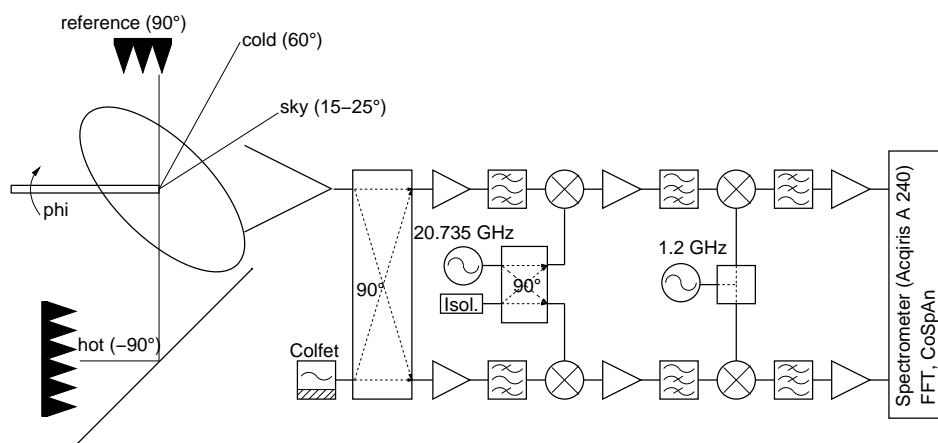 reference (90°)
cold (60°)
sky (15−25°)
phi
hot (−90°)
20.735 GHz
90°
Isol.
1.2 GHz
90°
Colfet
Spectrometer (Acqiris A 240)
FFT, CoSpAn